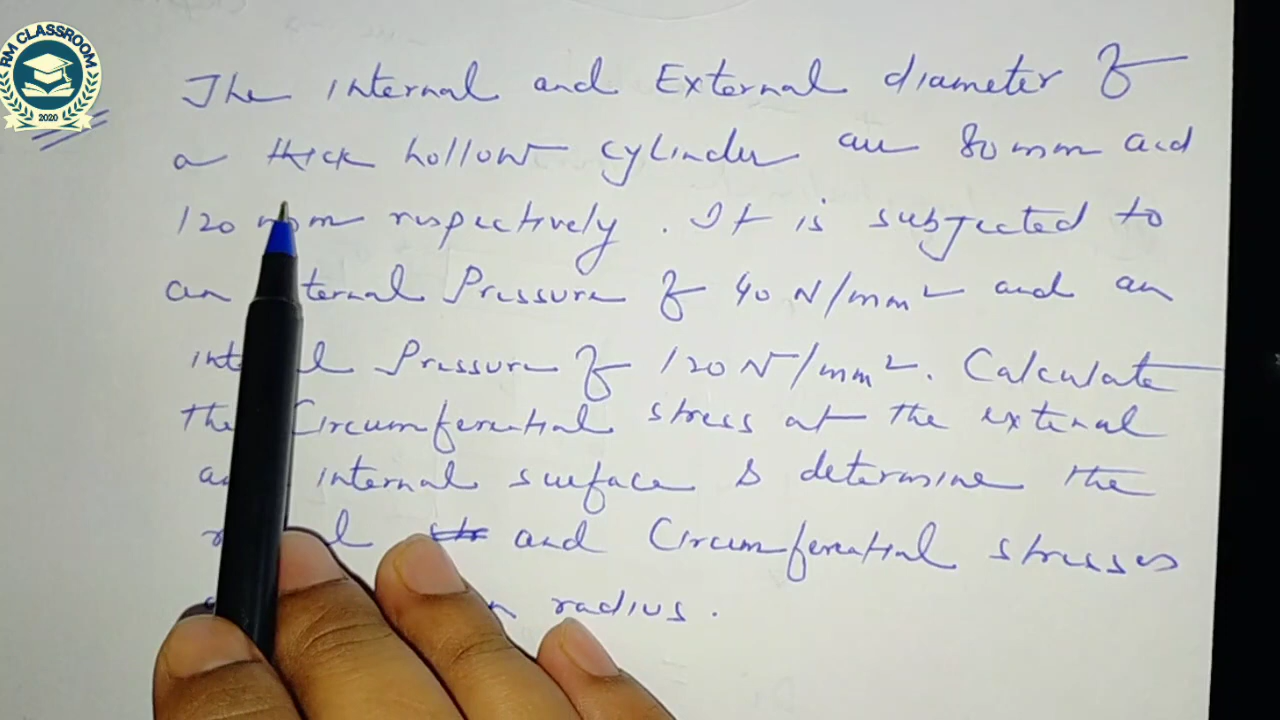 RM CLASSROOM
2020
The internal and External diameter of
a thick hollow cylinder are 80 mm and
120 mm respectively. It is subjected to
an Pressure of 40 N/mm² and an
Pressure of 120 N/mm². Calculate
the Circumferential stress at the external
internal surface & determine the
and Circumferential stresses
radius.